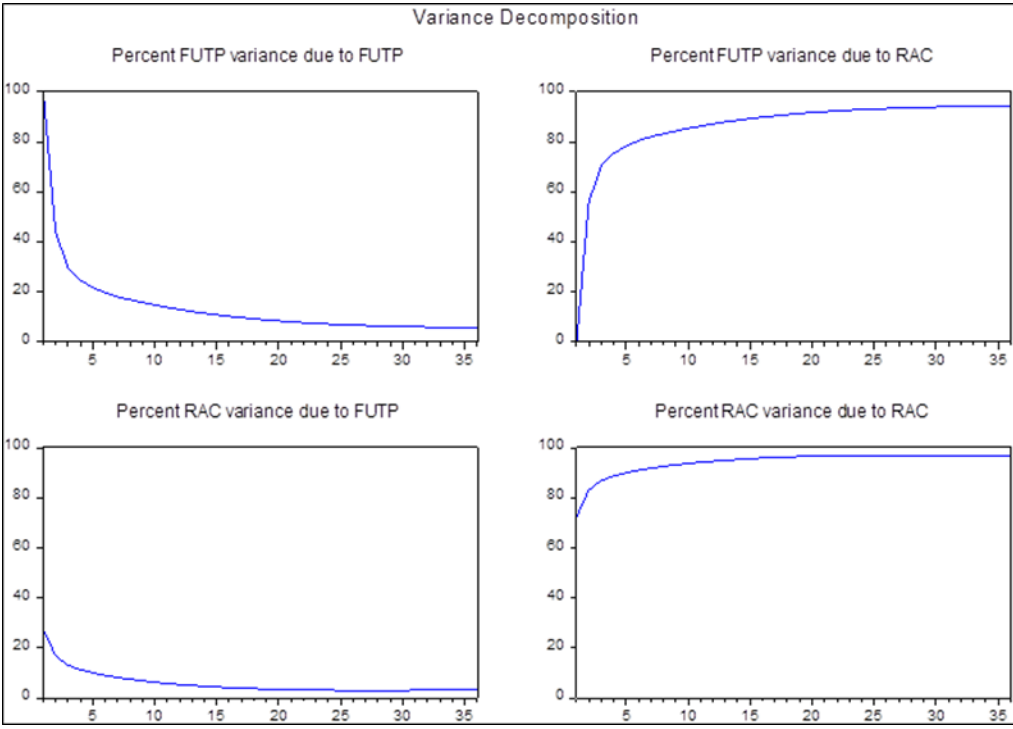 Variance Decomposition
Percent FUTP variance due to FUTP
100
80
60
40
20
0
5 10 15 20 25 30 35
Percent FUTP variance due to RAC
100
80
60
40
20
0
5 10 15 20 25 30 35
Percent RAC variance due to FUTP
100
80
60
40
20
0
5 10 15 20 25 30 35
Percent RAC variance due to RAC
100
80
60
40
20
0
5 10 15 20 25 30 35